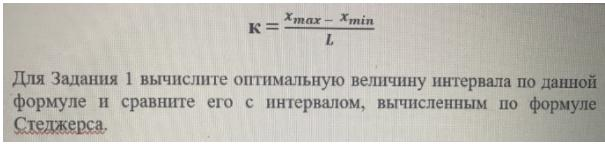 к = x_max – x_min / L
Для Задания 1 вычислите оптимальную величину интервала по данной
формуле и сравните его с интервалом, вычисленным по формуле
Стеджерса.